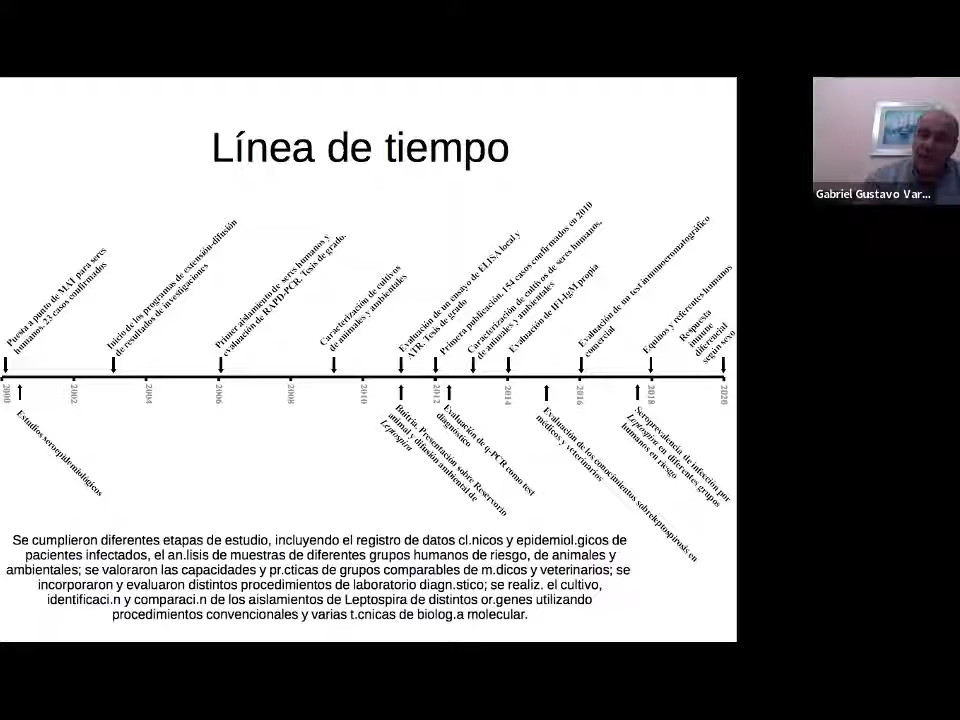 Línea de tiempo
Gabriel Gustavo Var...
Puesta a punto de MAT para seres
humanos. 23 casos confirmados
Inicio de los programas de extensión-difusión
de resultados de investigaciones
Primer aislamiento de seres humanos y
evaluación de RAPD-PCR. Tesis de grado.
Caracterización de cultivos
de animales y ambientales
Evaluación de un ensayo de ELISA local y
ATR. Tesis de grado
Primera publicación. 154 casos confirmados en 2010
Caracterización de cultivos de seres humanos,
de animales y ambientales
Evaluación de IFI-IgM propia
Evaluación de un test inmunocromatográfico
comercial
Equinos y referentes humanos
Respuesta
inmune
diferencial
según sexo
2000
2002
2004
2006
2008
2010
2012
2014
2016
2018
2020
Estudios seroepidemiológicos
Buitria. Presentación sobre Reservorio
animal y difusión ambiental de
Leptospira
Evaluación de q-PCR como test
diagnóstico
Evaluación de los conocimientos sobreleptospirosis en
médicos y veterinarios
Seroprevalencia de infección por
Leptospira en diferentes grupos
humanos en riesgo
Se cumplieron diferentes etapas de estudio, incluyendo el registro de datos cl.nicos y epidemiol.gicos de
pacientes infectados, el an.lisis de muestras de diferentes grupos humanos de riesgo, de animales y
ambientales; se valoraron las capacidades y pr.cticas de grupos comparables de m.dicos y veterinarios; se
incorporaron y evaluaron distintos procedimientos de laboratorio diagn.stico; se realiz. el cultivo,
identificaci.n y comparaci.n de los aislamientos de Leptospira de distintos or.genes utilizando
procedimientos convencionales y varias t.cnicas de biolog.a molecular.